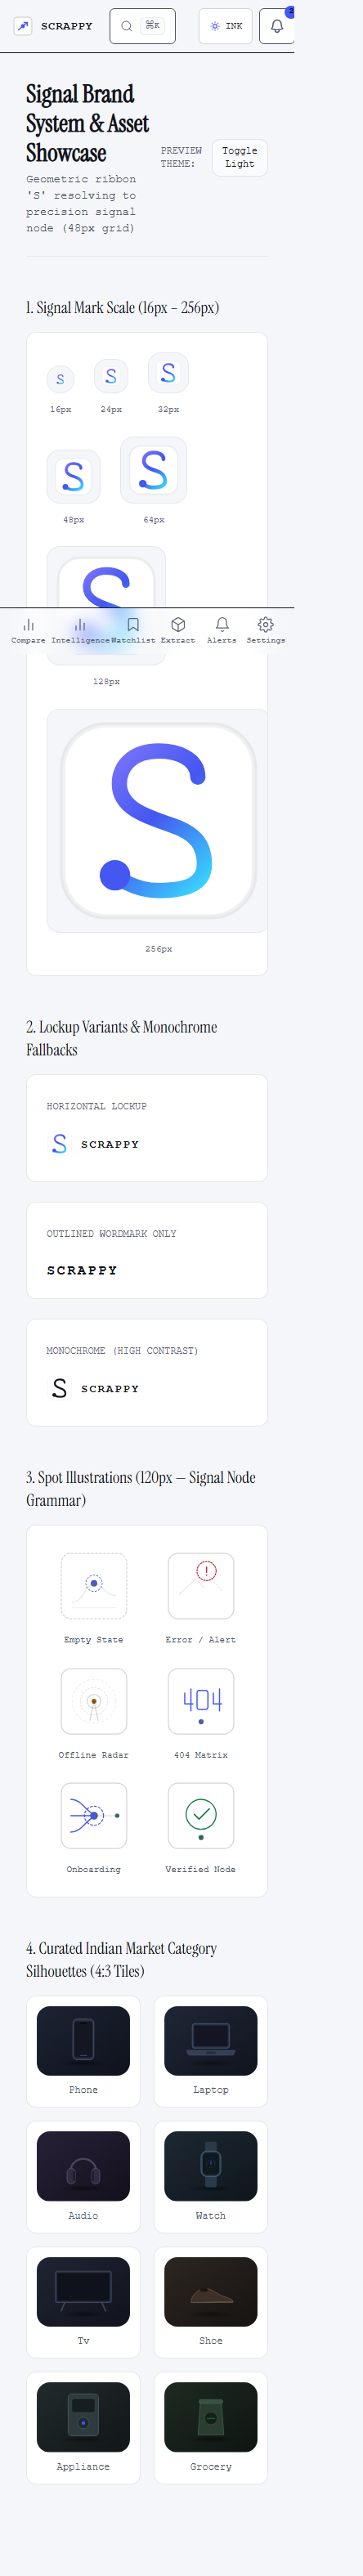 SCRAPPY
⌘K
INK
2
Signal Brand
System & Asset
Showcase
Geometric ribbon
'S' resolving to
precision signal
node (48px grid)
PREVIEW
THEME:
Toggle
Light
1. Signal Mark Scale (16px – 256px)
16px
24px
32px
48px
64px
Compare
Intelligence
Watchlist
Extract
Alerts
Settings
128px
256px
2. Lockup Variants & Monochrome
Fallbacks
HORIZONTAL LOCKUP
SCRAPPY
OUTLINED WORDMARK ONLY
SCRAPPY
MONOCHROME (HIGH CONTRAST)
SCRAPPY
3. Spot Illustrations (120px — Signal Node
Grammar)
Empty State
Error / Alert
404
Offline Radar
404 Matrix
Onboarding
Verified Node
4. Curated Indian Market Category
Silhouettes (4:3 Tiles)
Phone
Laptop
Audio
Watch
Tv
Shoe
Appliance
Grocery